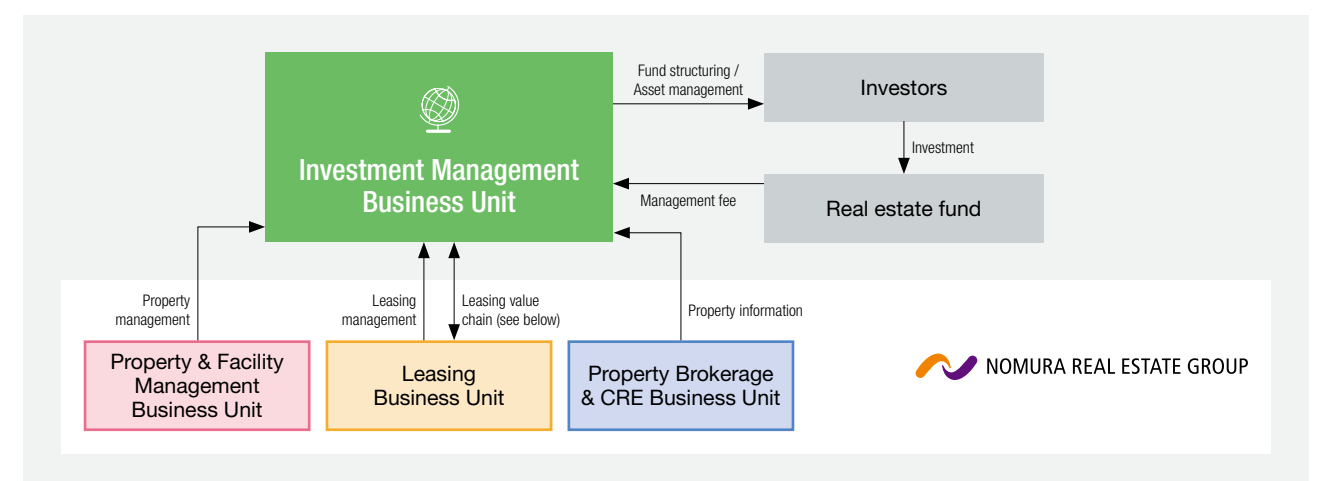 Fund structuring /
Asset management
Investors
Investment Management
Business Unit
Investment
Management fee
Real estate fund
Property
management
Leasing
management
Leasing value
chain (see below)
Property information
Property & Facility
Management
Business Unit
Leasing
Business Unit
Property Brokerage
& CRE Business Unit
NOMURA REAL ESTATE GROUP